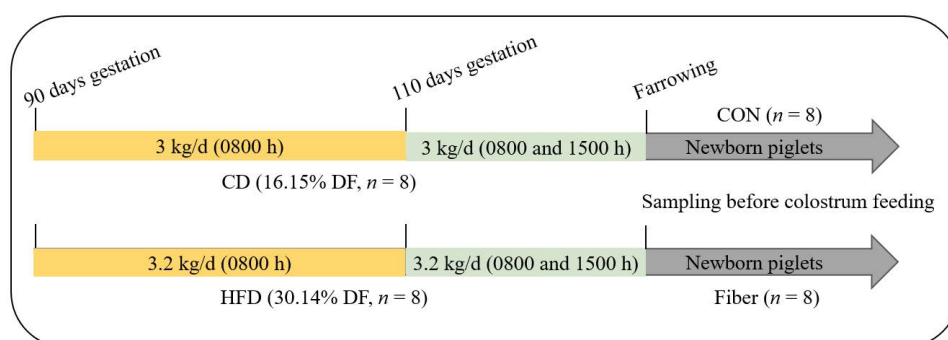 90 days gestation
110 days gestation
Farrowing
CON (n = 8)
3 kg/d (0800 h)
3 kg/d (0800 and 1500 h)
Newborn piglets
CD (16.15% DF, n = 8)
Sampling before colostrum feeding
3.2 kg/d (0800 h)
3.2 kg/d (0800 and 1500 h)
Newborn piglets
HFD (30.14% DF, n = 8)
Fiber (n = 8)